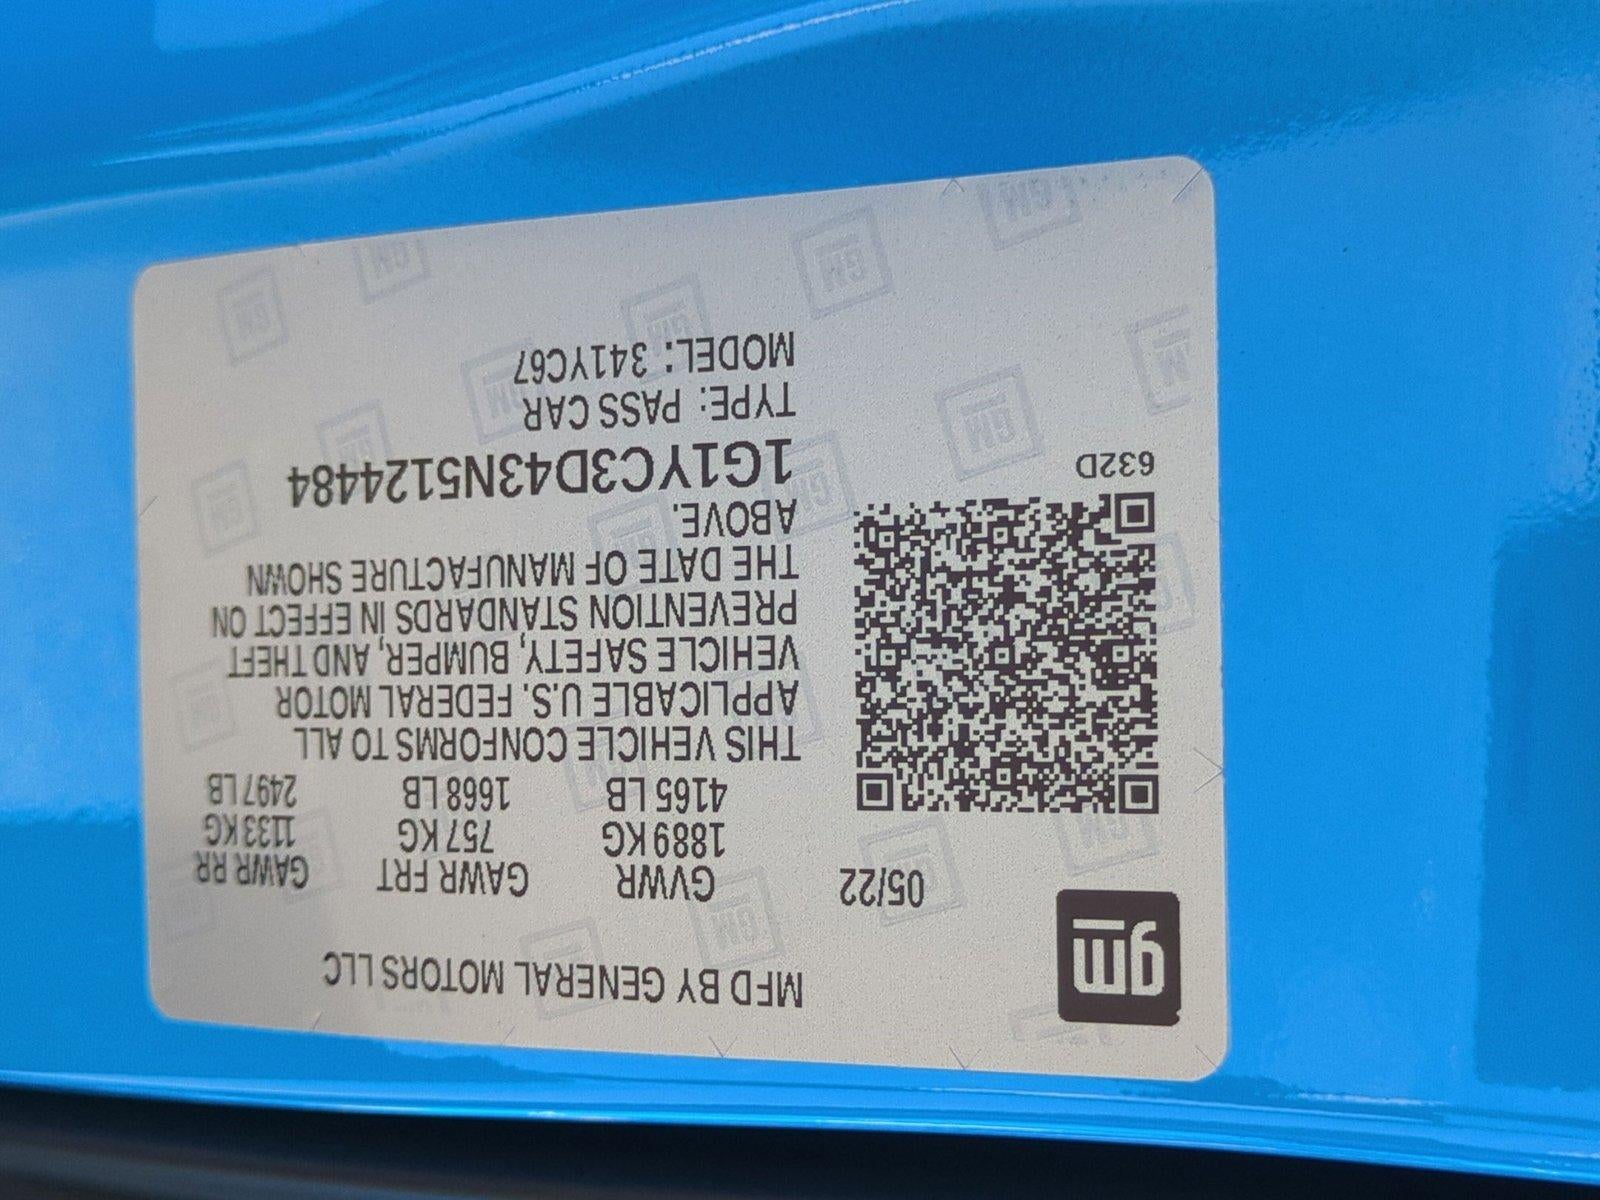 MFD BY GENERAL MOTORS LLC
gm
05/22
GVWR GAWR FRT GAWR RR
1889 KG 757 KG 1133 KG
4165 LB 1668 LB 2497 LB
THIS VEHICLE CONFORMS TO ALL
APPLICABLE U.S. FEDERAL MOTOR
VEHICLE SAFETY, BUMPER, AND THEFT
PREVENTION STANDARDS IN EFFECT ON
THE DATE OF MANUFACTURE SHOWN
ABOVE.
1G1YC3D43N5124484
TYPE: PASS CAR
MODEL: 341YC67
632D